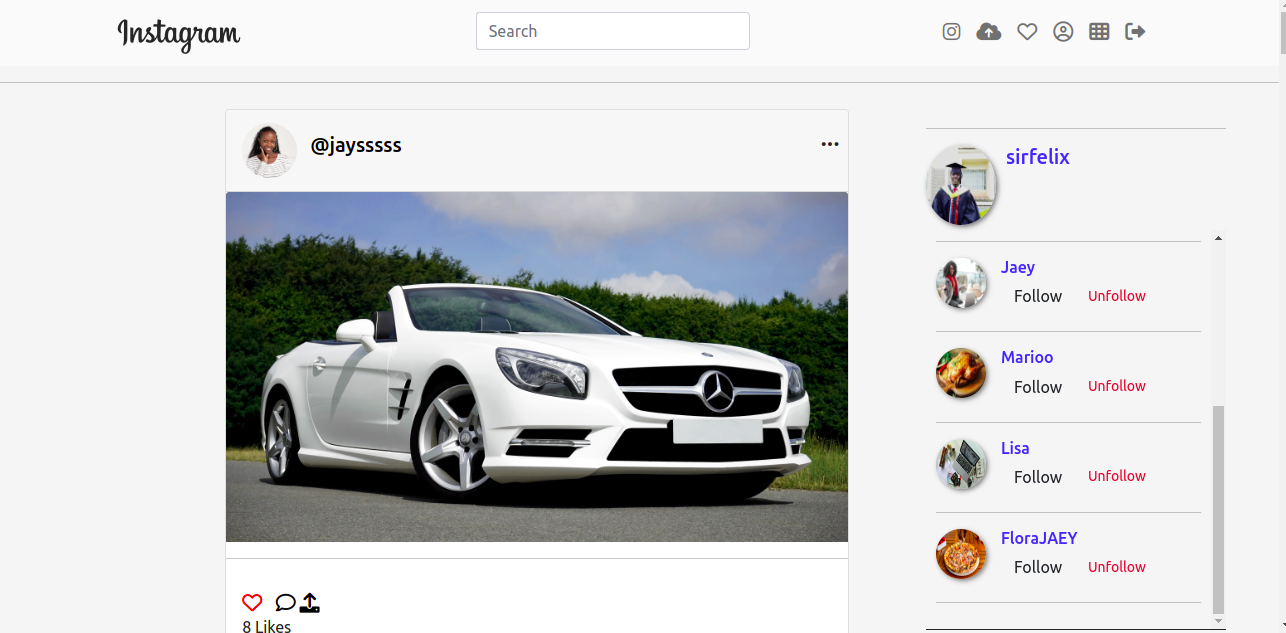 Instagram
Search
@jaysssss
8 Likes
sirfelix
Jaey
Follow Unfollow
Marioo
Follow Unfollow
Lisa
Follow Unfollow
FloraJAEY
Follow Unfollow